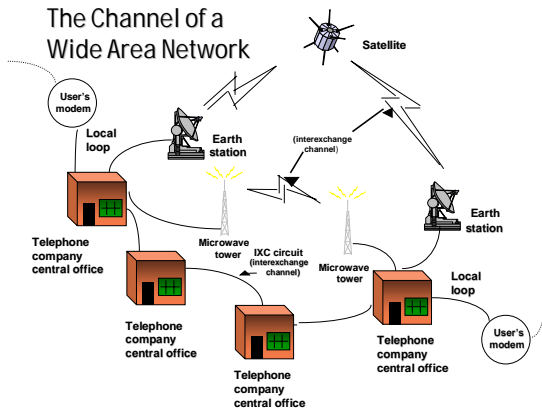 The Channel of a
Wide Area Network
Satellite
User's
modem
Local
loop
Earth
station
(interexchange
channel)
Earth
station
Telephone
company
central office
Microwave
tower
IXC circuit
(interexchange
channel)
Microwave
tower
Local
loop
Telephone
company
central office
Telephone
company
central office
User's
modem
Telephone
company
central office